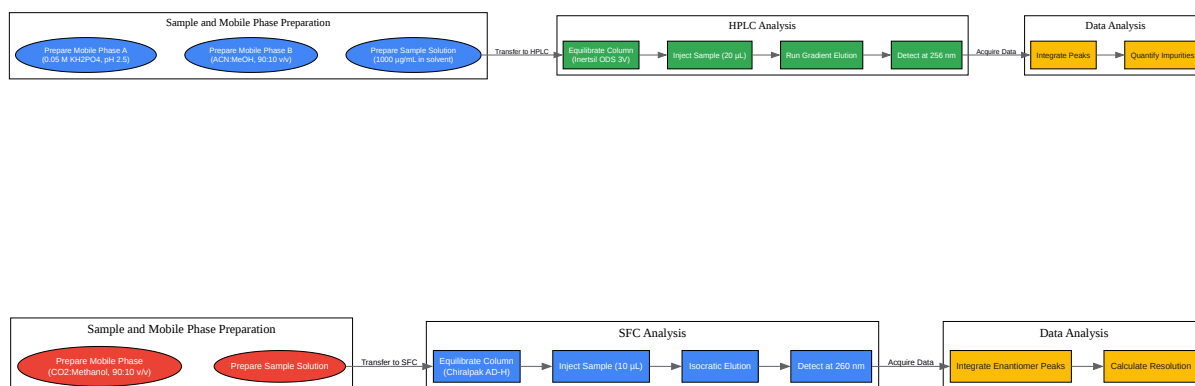 Sample and Mobile Phase Preparation
Prepare Mobile Phase A
(0.05 M KH2PO4, pH 2.5)
Prepare Mobile Phase B
(ACN:MeOH, 90:10 v/v)
Prepare Sample Solution
(1000 µg/mL in solvent)
Transfer to HPLC
HPLC Analysis
Equilibrate Column
(Inertsil ODS 3V)
Inject Sample (20 µL)
Run Gradient Elution
Detect at 256 nm
Acquire Data
Data Analysis
Integrate Peaks
Quantify Impurities
Sample and Mobile Phase Preparation
Prepare Mobile Phase
(CO2:Methanol, 90:10 v/v)
Prepare Sample Solution
Transfer to SFC
SFC Analysis
Equilibrate Column
(Chiralpak AD-H)
Inject Sample (10 µL)
Isocratic Elution
Detect at 260 nm
Acquire Data
Data Analysis
Integrate Enantiomer Peaks
Calculate Resolution